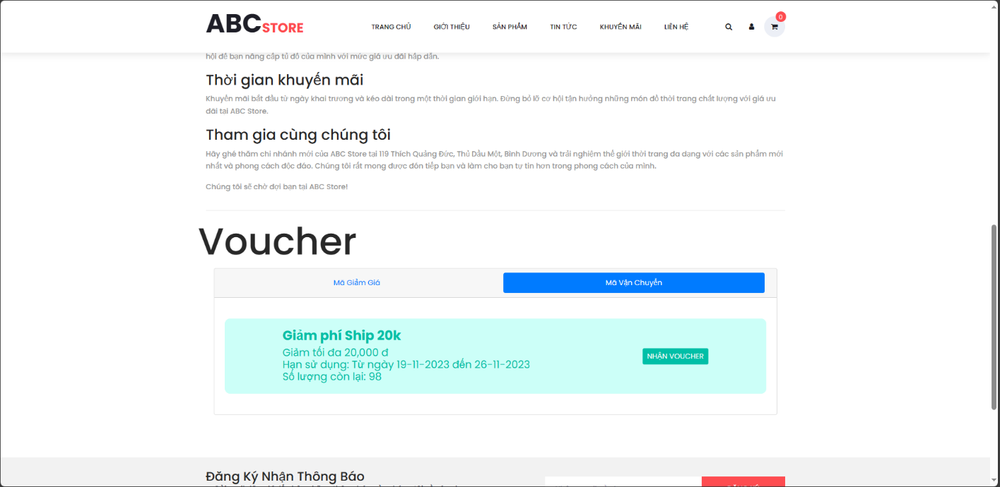 ABC STORE
TRANG CHỦ GIỚI THIỆU SẢN PHẨM TIN TỨC KHUYẾN MÃI LIÊN HỆ 0
hội để bạn nâng cấp tủ đồ của mình với mức giá ưu đãi hấp dẫn.
Thời gian khuyến mãi
Khuyến mãi bắt đầu từ ngày khai trương và kéo dài trong một thời gian giới hạn. Đừng bỏ lỡ cơ hội tận hưởng những món đồ thời trang chất lượng với giá ưu
đãi tại ABC Store.
Tham gia cùng chúng tôi
Hãy ghé thăm chi nhánh mới của ABC Store tại 119 Thích Quảng Đức, Thủ Dầu Một, Bình Dương và trải nghiệm thế giới thời trang đa dạng với các sản phẩm mới
nhất và phong cách độc đáo. Chúng tôi rất mong được đón tiếp bạn và làm cho bạn tự tin hơn trong phong cách của mình.
Chúng tôi sẽ chờ đợi bạn tại ABC Store!
Voucher
Mã Giảm Giá Mã Vận Chuyển
Giảm phí Ship 20k
Giảm tối đa 20,000 đ
Hạn sử dụng: Từ ngày 19-11-2023 đến 26-11-2023
Số lượng còn lại: 98
NHẬN VOUCHER
Đăng Ký Nhận Thông Báo